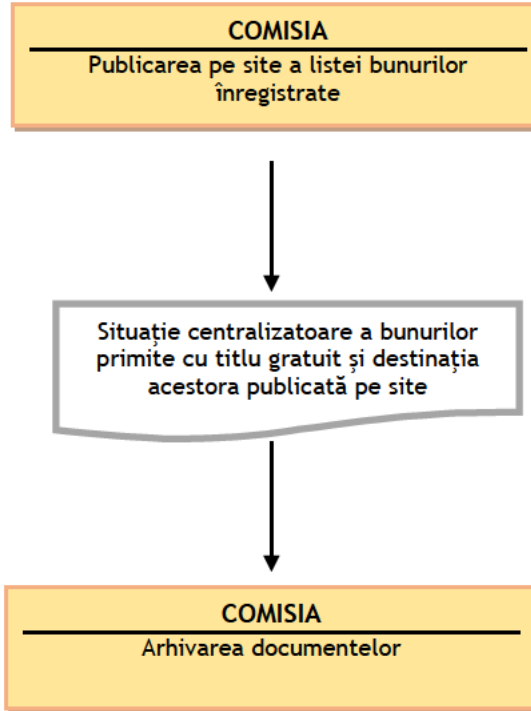 COMISIA
Publicarea pe site a listei bunurilor
înregistrate
Situație centralizatoare a bunurilor
primite cu titlu gratuit și destinația
acestora publicată pe site
COMISIA
Arhivarea documentelor